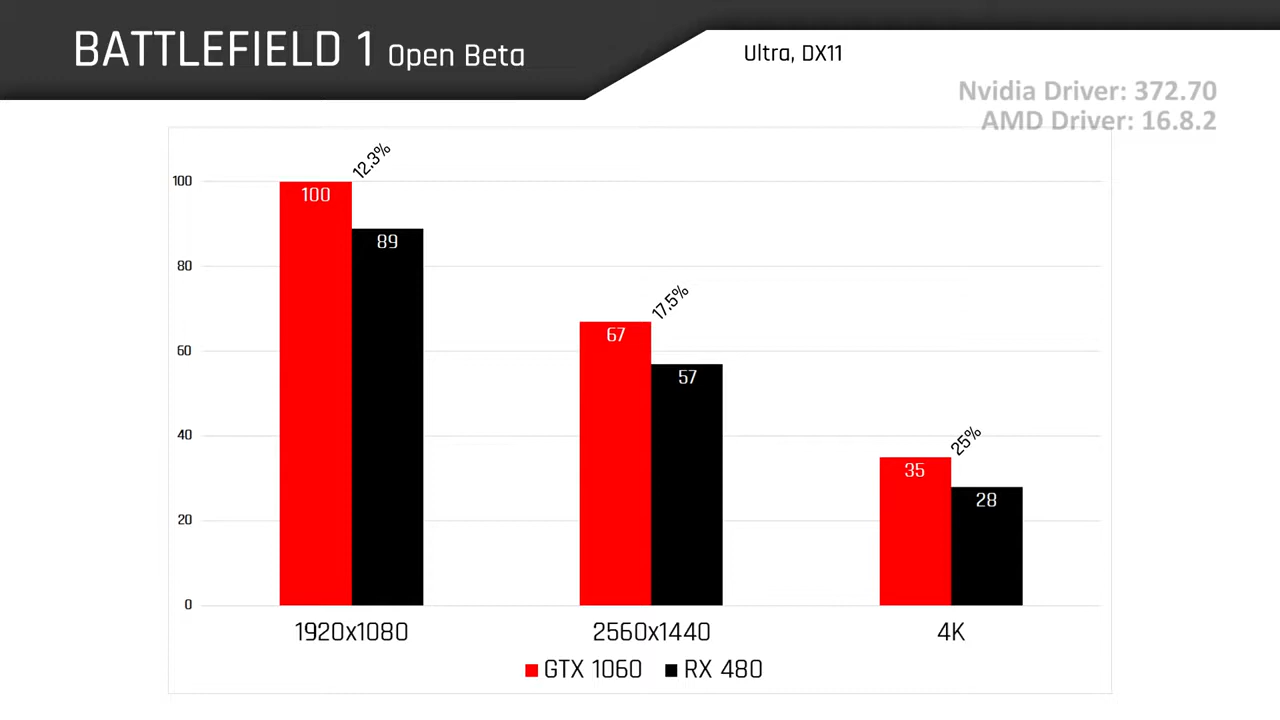 BATTLEFIELD 1 Open Beta
Ultra, DX11
Nvidia Driver: 372.70
AMD Driver: 16.8.2
100
80
60
40
20
0
12.3%
100
89
17.5%
67
57
25%
35
28
1920x1080
2560x1440
4K
GTX 1060
RX 480